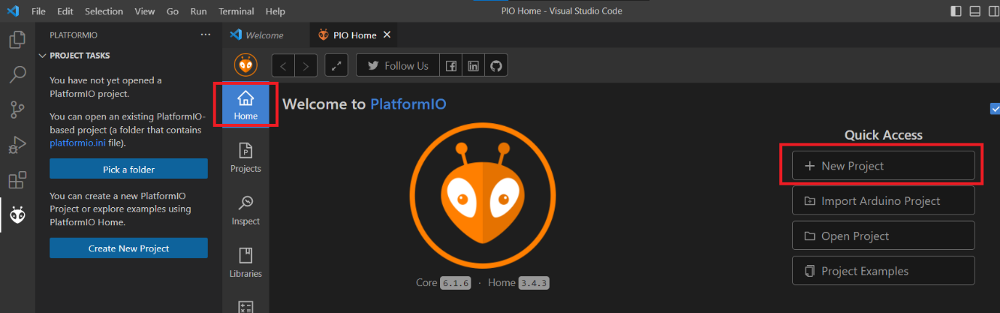 File Edit Selection View Go Run Terminal Help
PIO Home - Visual Studio Code
PLATFORMIO ...
PROJECT TASKS
You have not yet opened a
PlatformIO project.
You can open an existing PlatformIO-
based project (a folder that contains
platformio.ini file).
Pick a folder
You can create a new PlatformIO
Project or explore examples using
PlatformIO Home.
Create New Project
Welcome
PIO Home
Follow Us
Home
Projects
Inspect
Libraries
Welcome to PlatformIO
Core 6.1.6 · Home 3.4.3
Quick Access
New Project
Import Arduino Project
Open Project
Project Examples